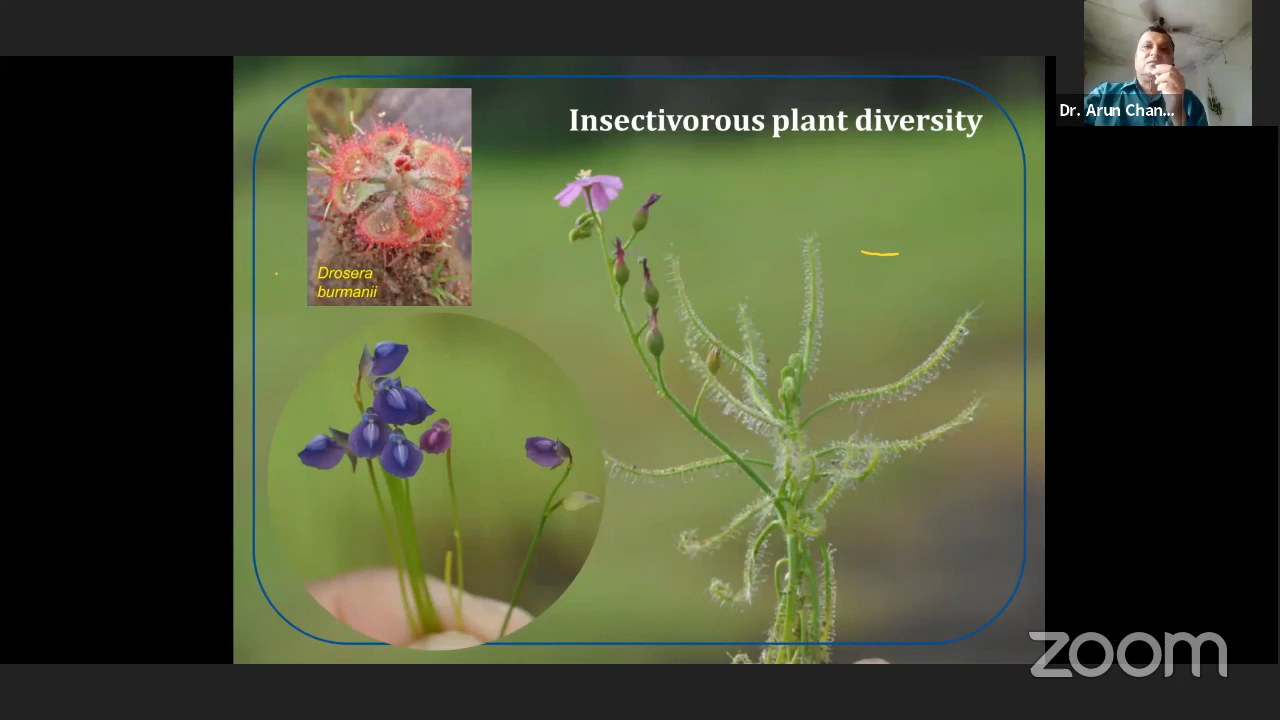 Insectivorous plant diversity
Drosera
burmanii
Dr. Arun Chan...
zoom